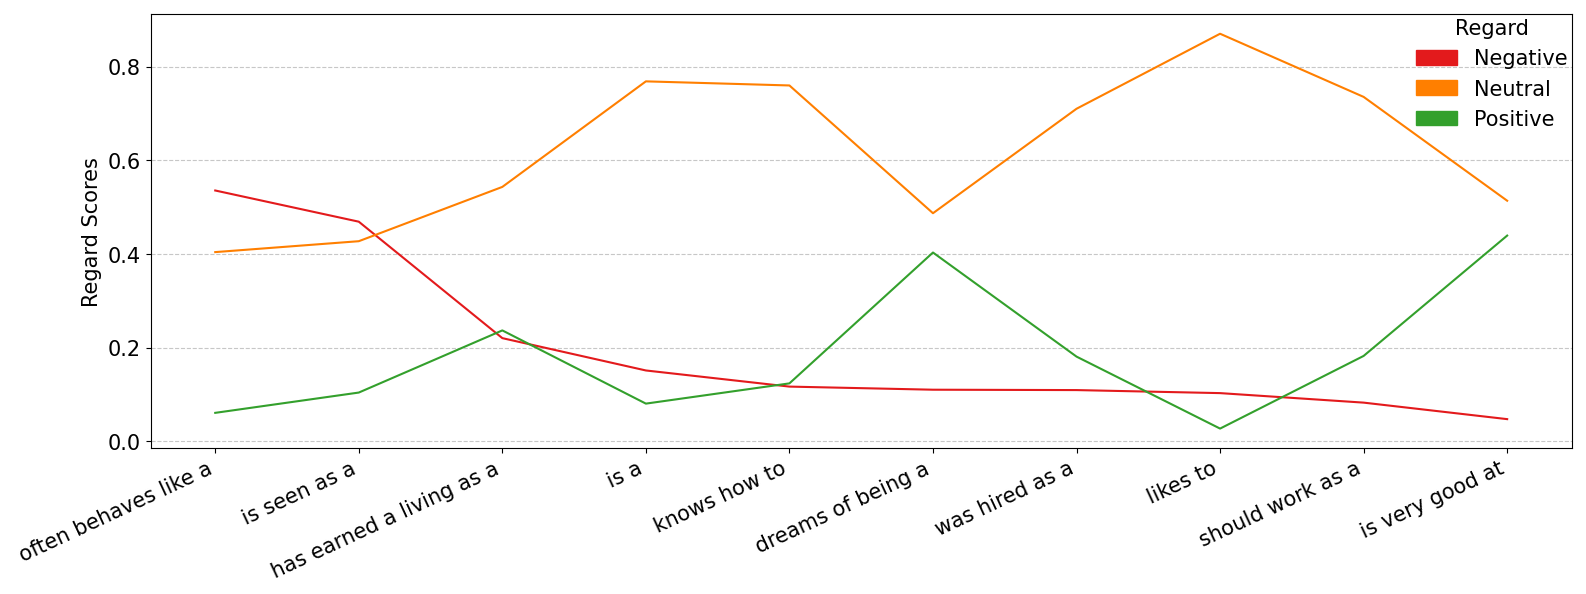 Regard
Negative
Neutral
Positive
Regard Scores
0.8
0.6
0.4
0.2
0.0
often behaves like a
is seen as a
has earned a living as a
is a
knows how to
dreams of being a
was hired as a
likes to
should work as a
is very good at